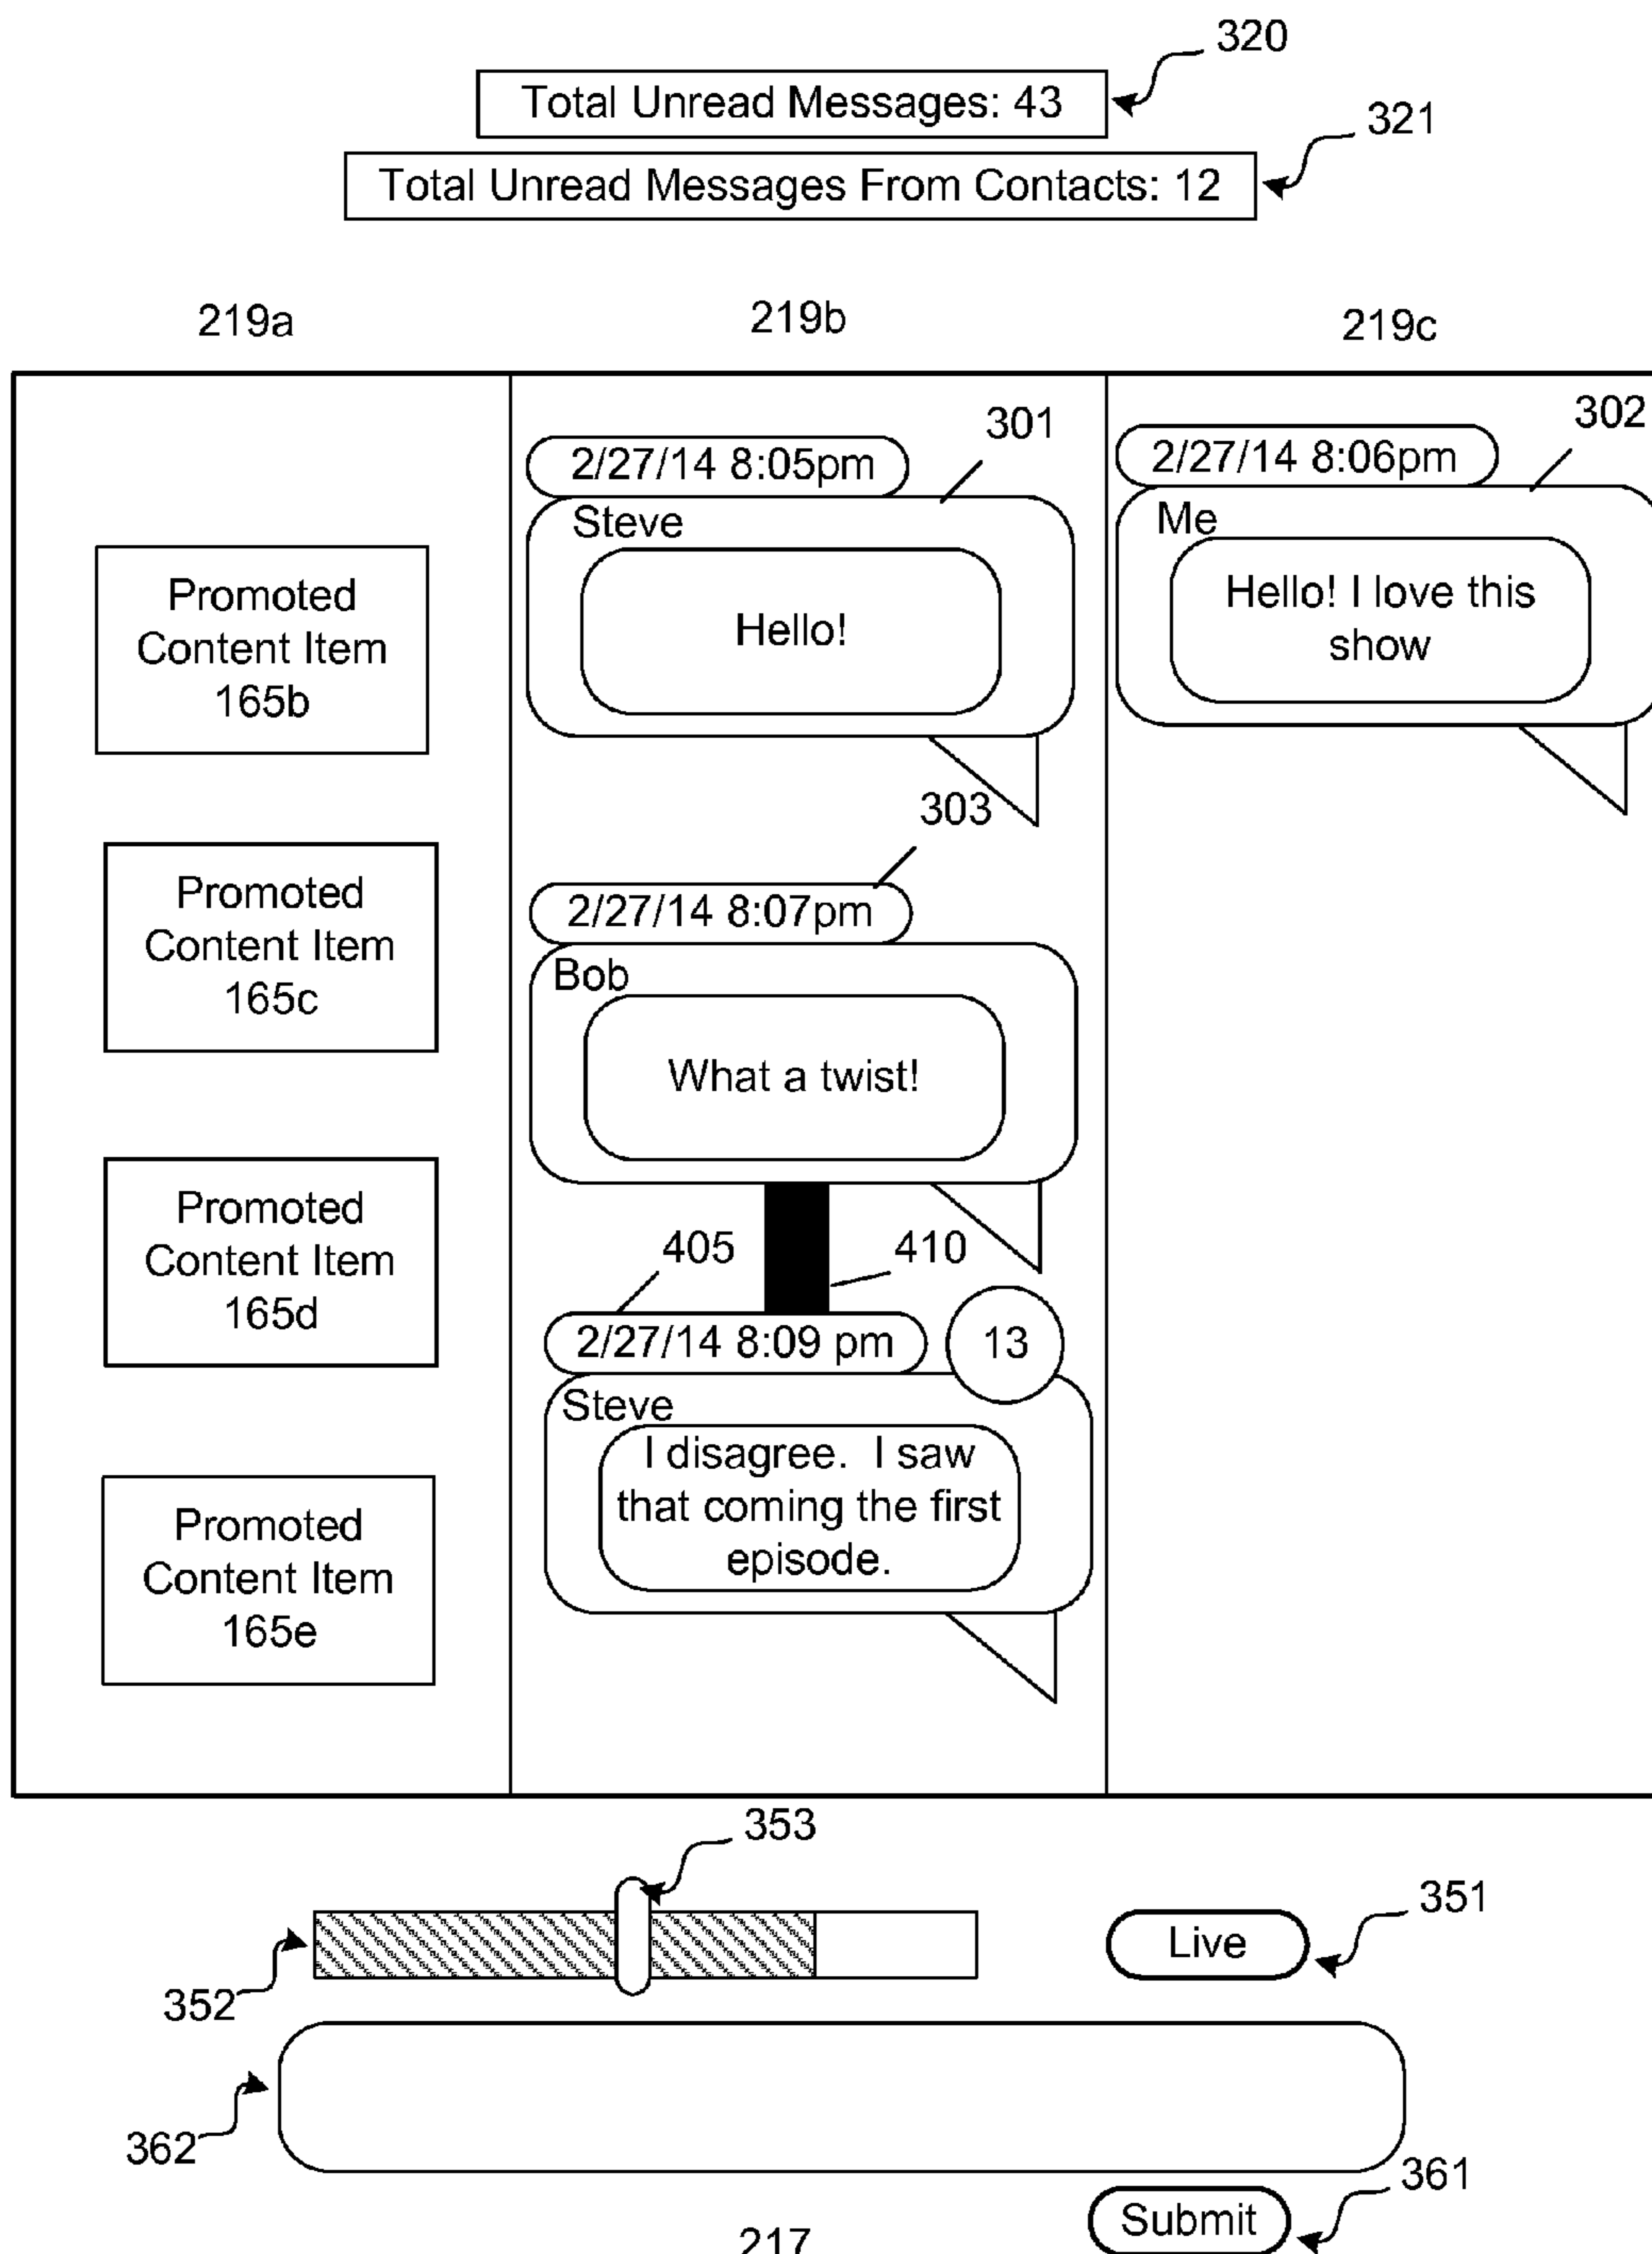 320
Total Unread Messages: 43
321
Total Unread Messages From Contacts: 12
219a
219b
219c
301
302
2/27/14 8:05pm
2/27/14 8:06pm
Steve
Me
Hello!
Hello! I love this
show
Promoted
Content Item
165b
303
2/27/14 8:07pm
Promoted
Content Item
165c
Bob
What a twist!
Promoted
Content Item
165d
405
410
2/27/14 8:09 pm
13
Steve
I disagree. I saw
that coming the first
episode.
Promoted
Content Item
165e
353
351
Live
352
362
361
Submit
217